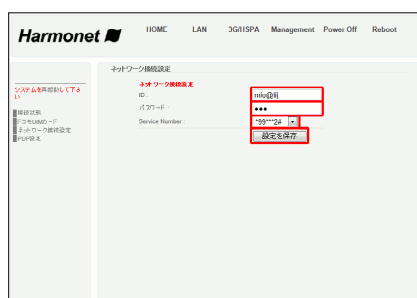 Harmonet
HOME LAN 3G/HSPA Management Power Off Reboot
システムを再起動して下さ
い
接続状態
ドコモUIMカード
ネットワーク接続設定
PDP設定
ネットワーク接続設定
ネットワーク接続設定
ID :
mio@iij
パスワード :
●●●
Service Number :
*99***2#
設定を保存